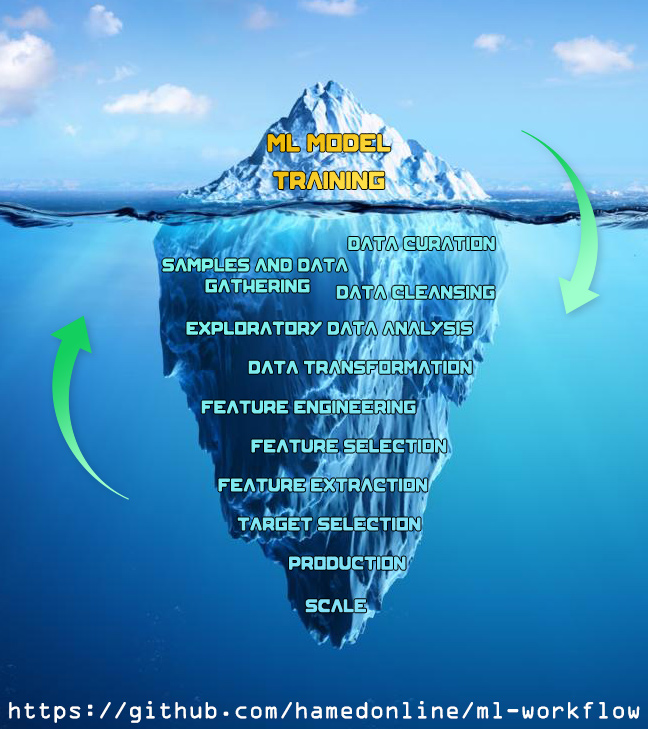 ML MODEL
TRAINING
DATA CURATION
SAMPLES AND DATA
GATHERING
DATA CLEANSING
EXPLORATORY DATA ANALYSIS
DATA TRANSFORMATION
FEATURE ENGINEERING
FEATURE SELECTION
FEATURE EXTRACTION
TARGET SELECTION
PRODUCTION
SCALE
https://github.com/hamedonline/ml-workflow